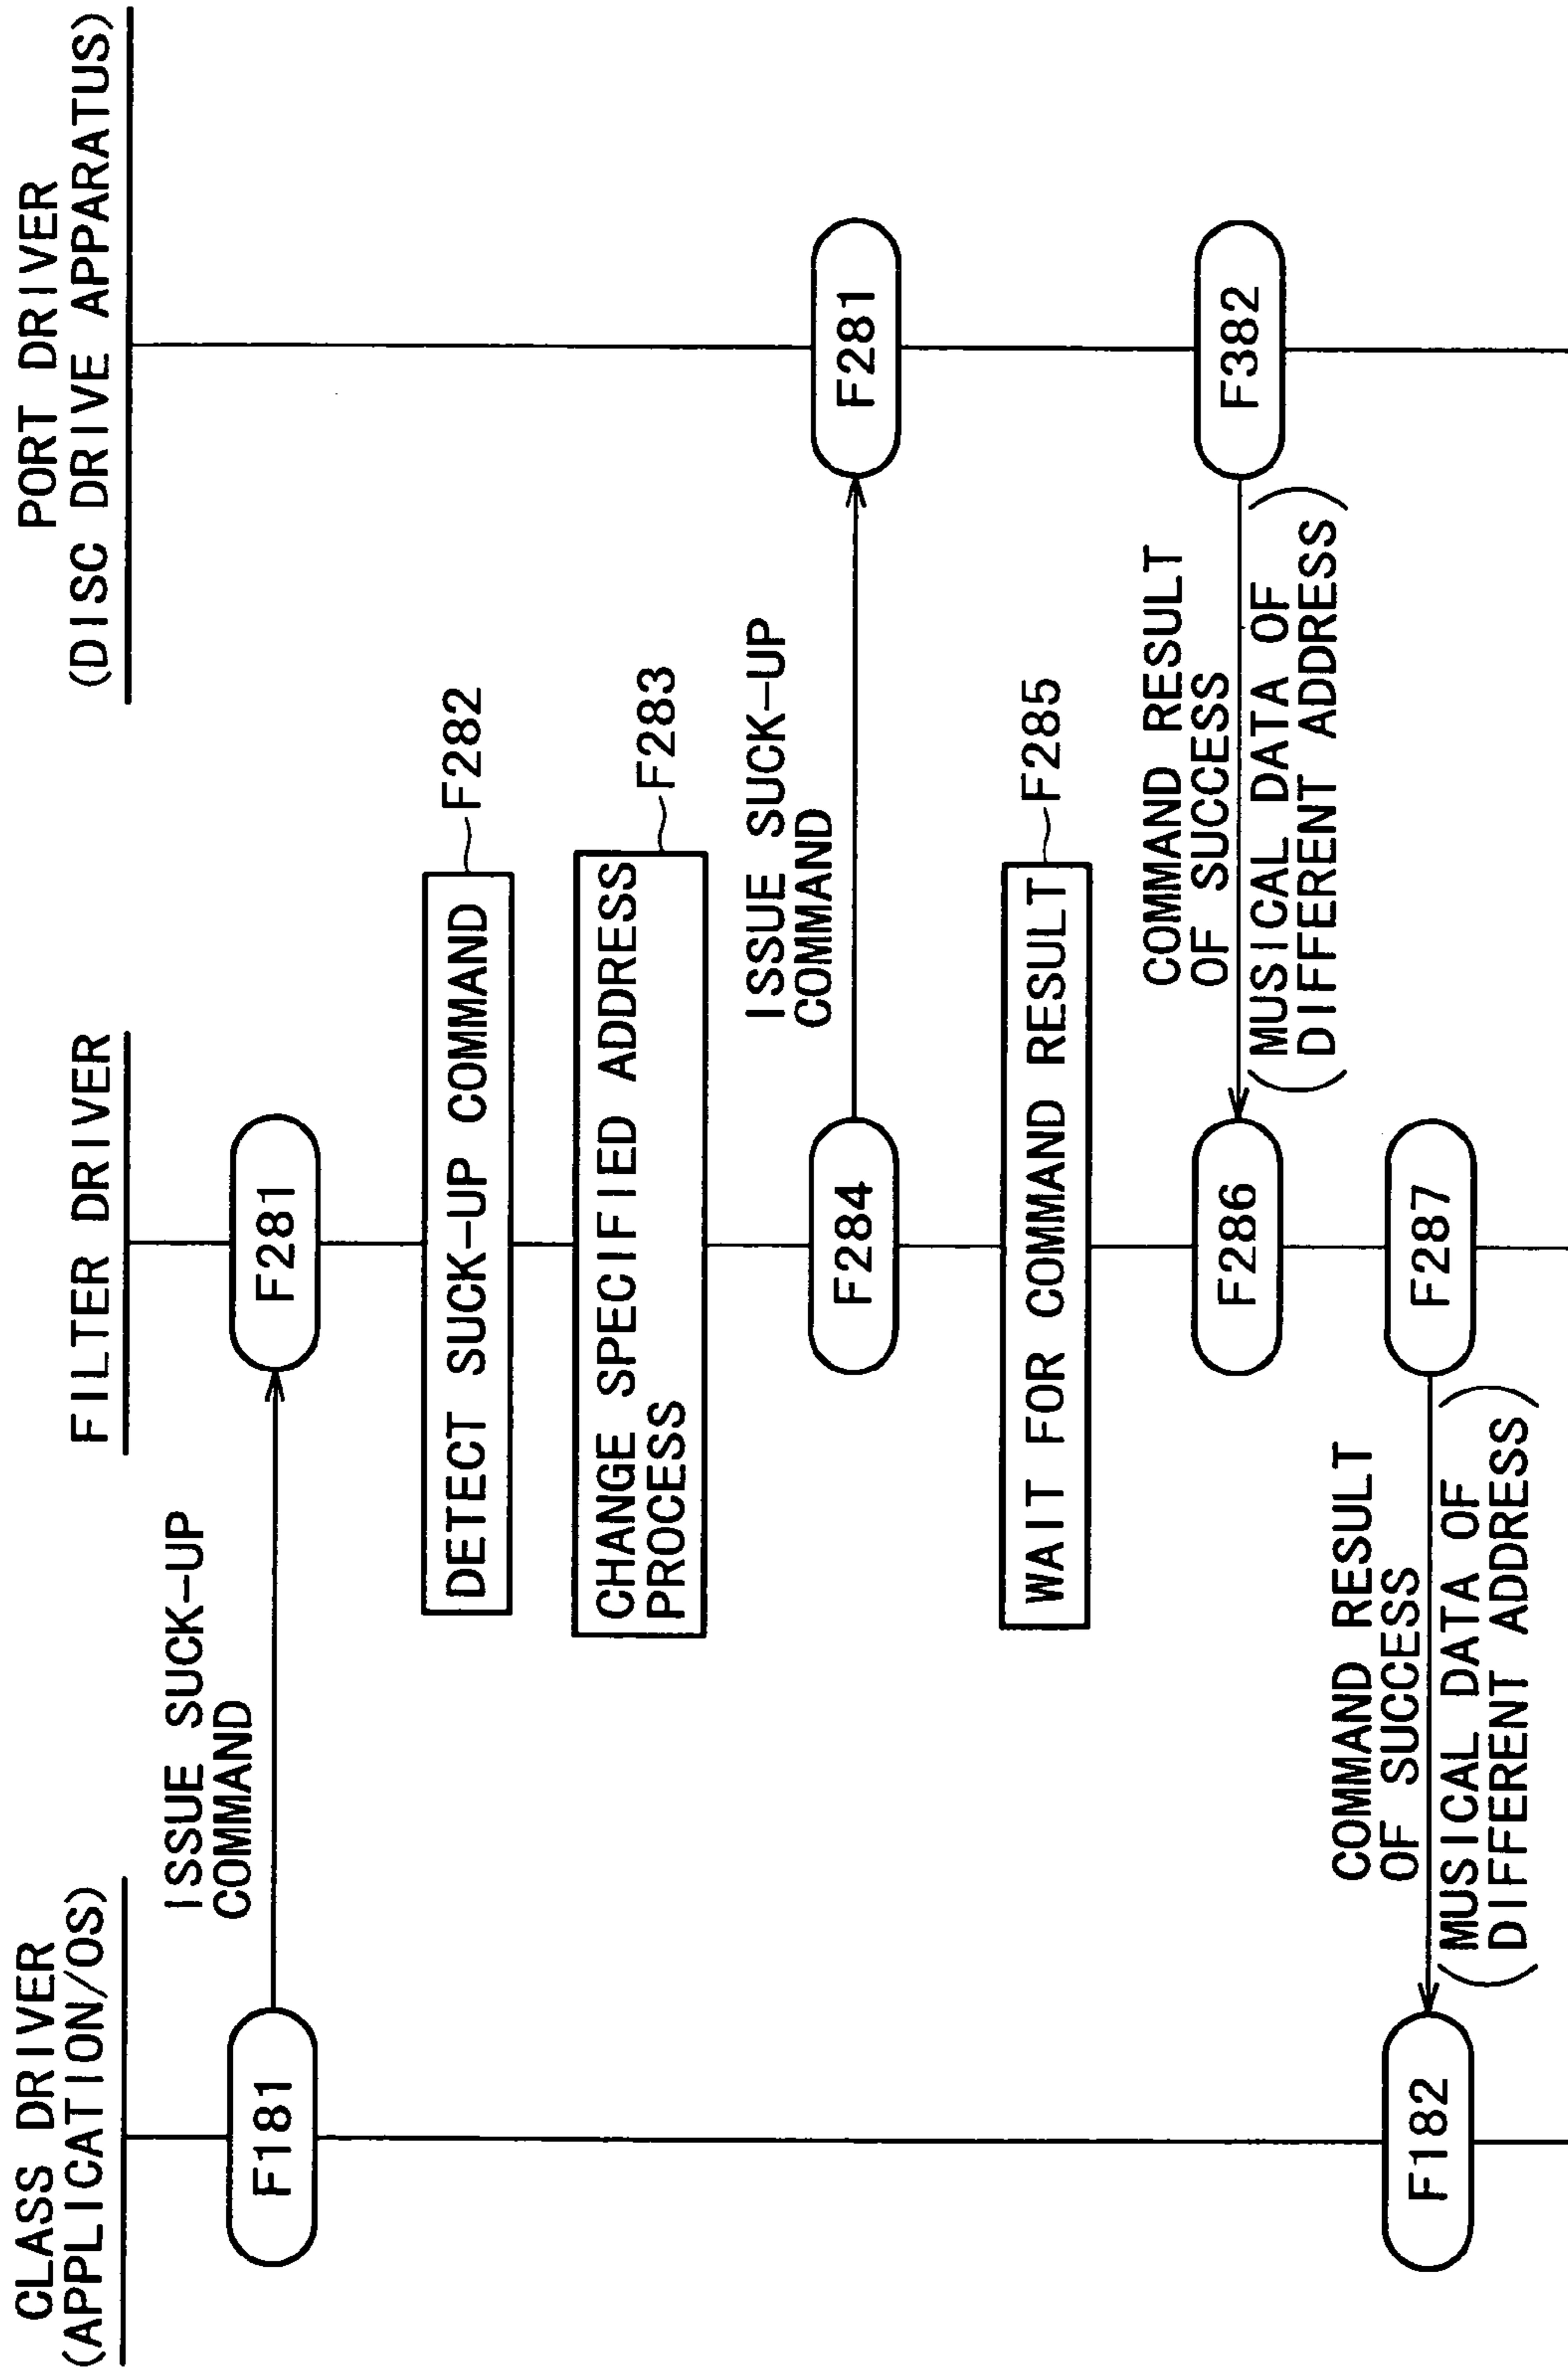 CLASS DRIVER
(APPLICATION/OS)
FILTER DRIVER
PORT DRIVER
(DISC DRIVE APPARATUS)
ISSUE SUCK-UP
COMMAND
F181
F281
DETECT SUCK-UP COMMAND
F282
CHANGE SPECIFIED ADDRESS
PROCESS
F283
ISSUE SUCK-UP
COMMAND
F284
F281
WAIT FOR COMMAND RESULT
F285
COMMAND RESULT
OF SUCCESS
F286
F382
(MUSICAL DATA OF
DIFFERENT ADDRESS)
COMMAND RESULT
OF SUCCESS
F182
F287
(MUSICAL DATA OF
DIFFERENT ADDRESS)